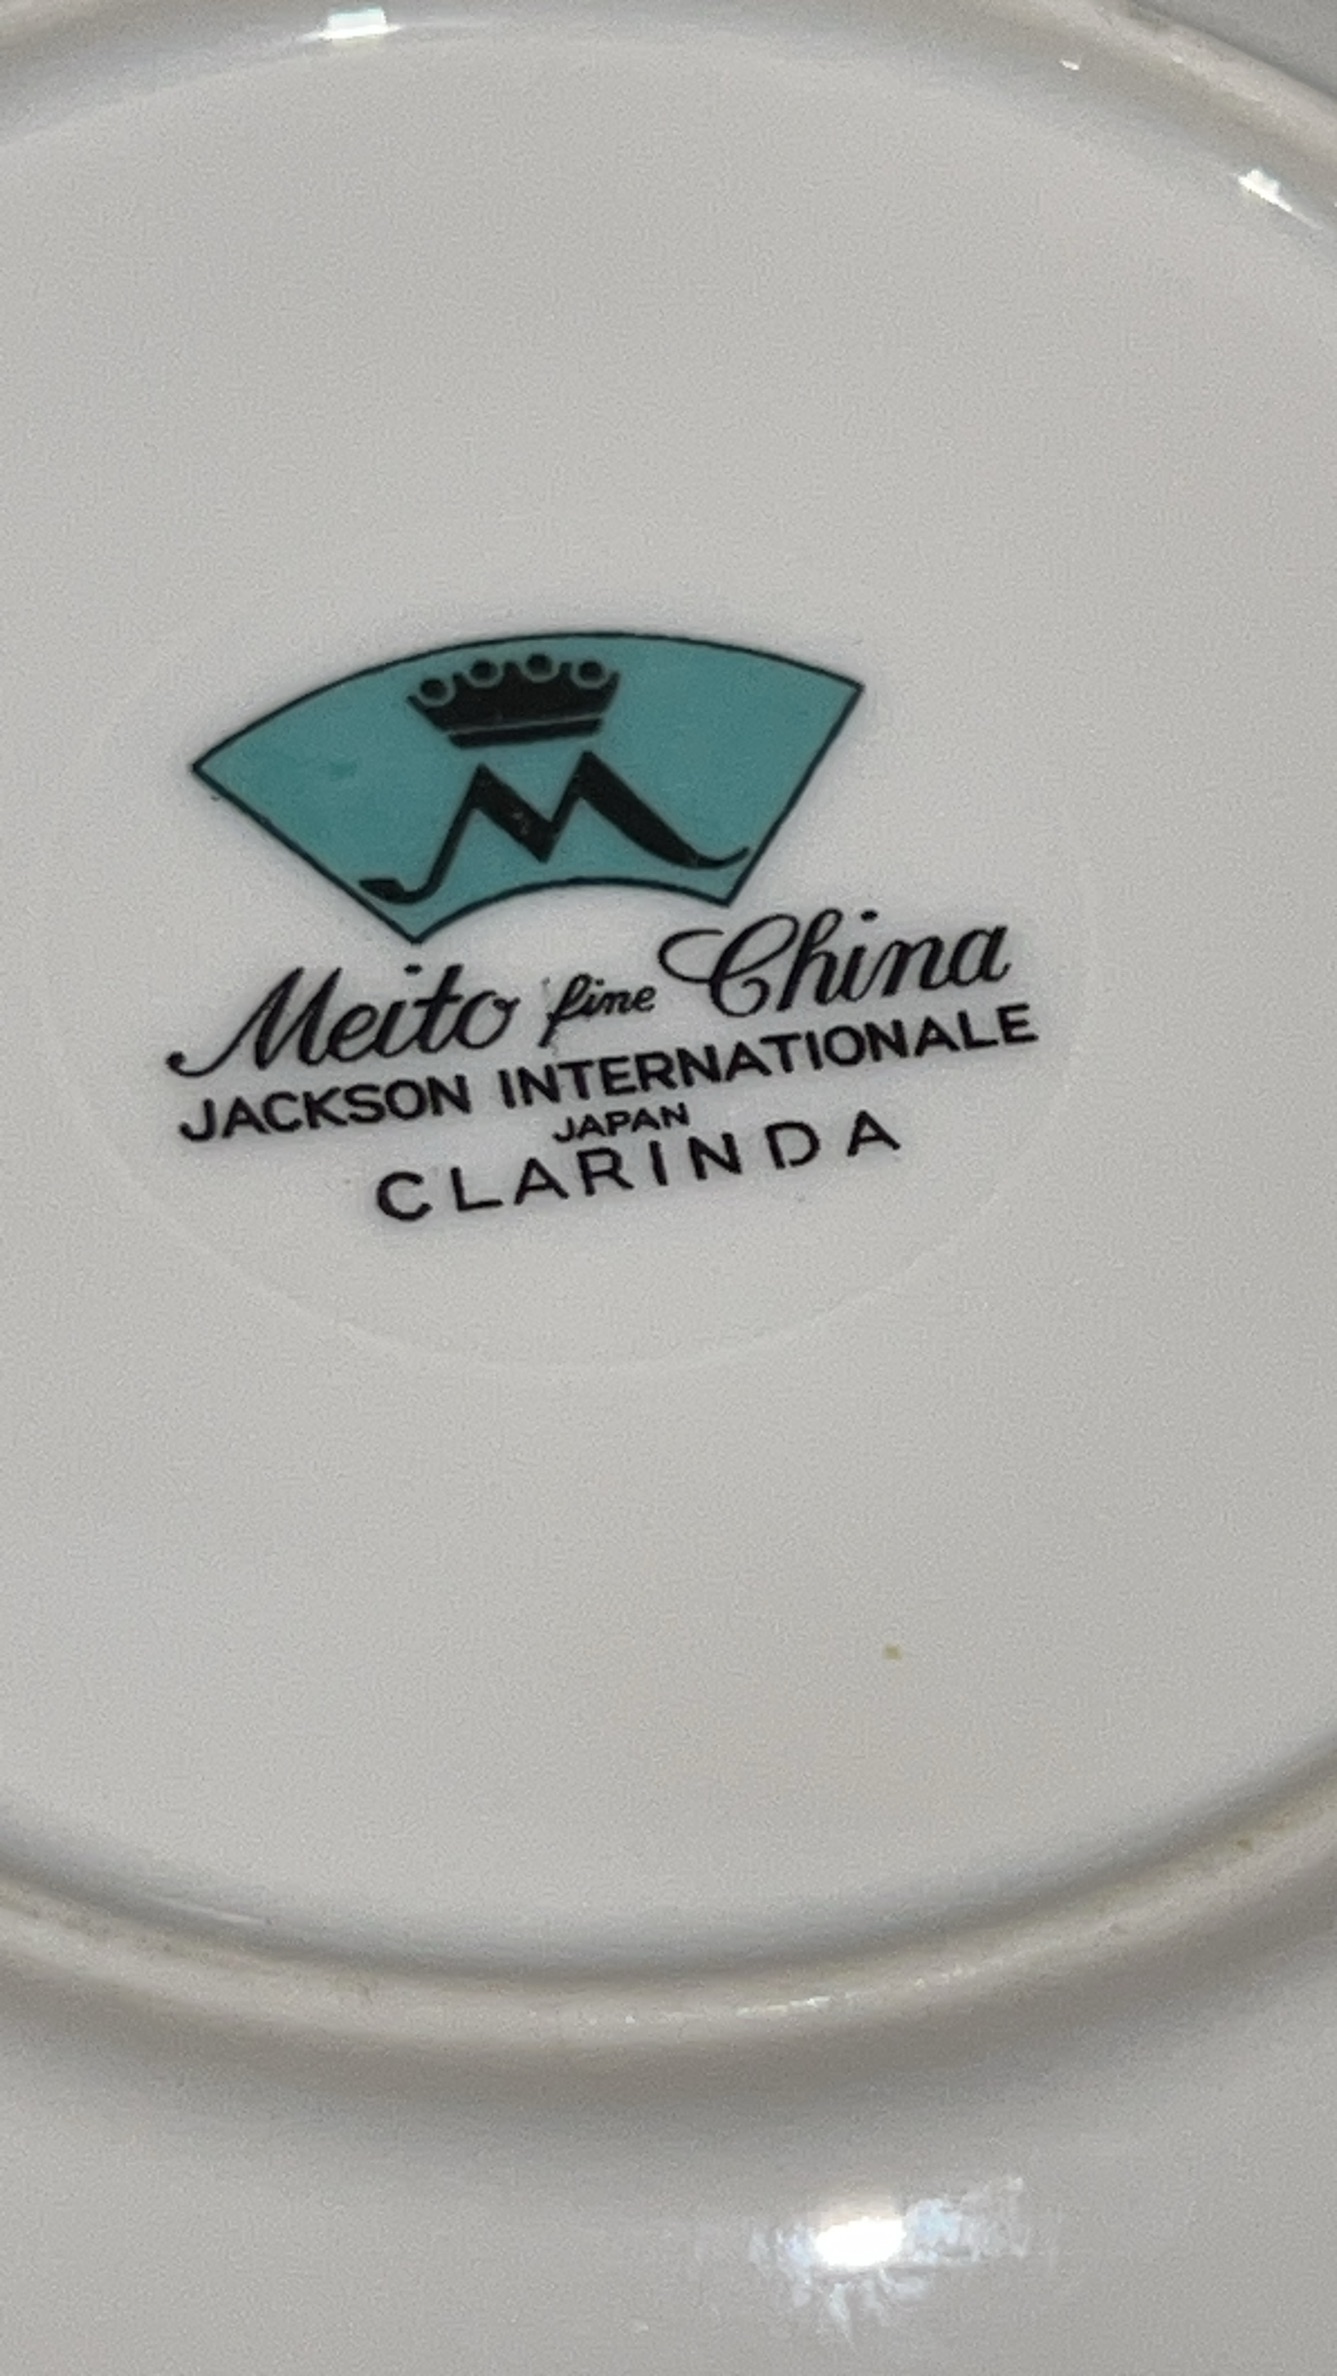 M
Meito fine China
JACKSON INTERNATIONALE
JAPAN
CLARINDA